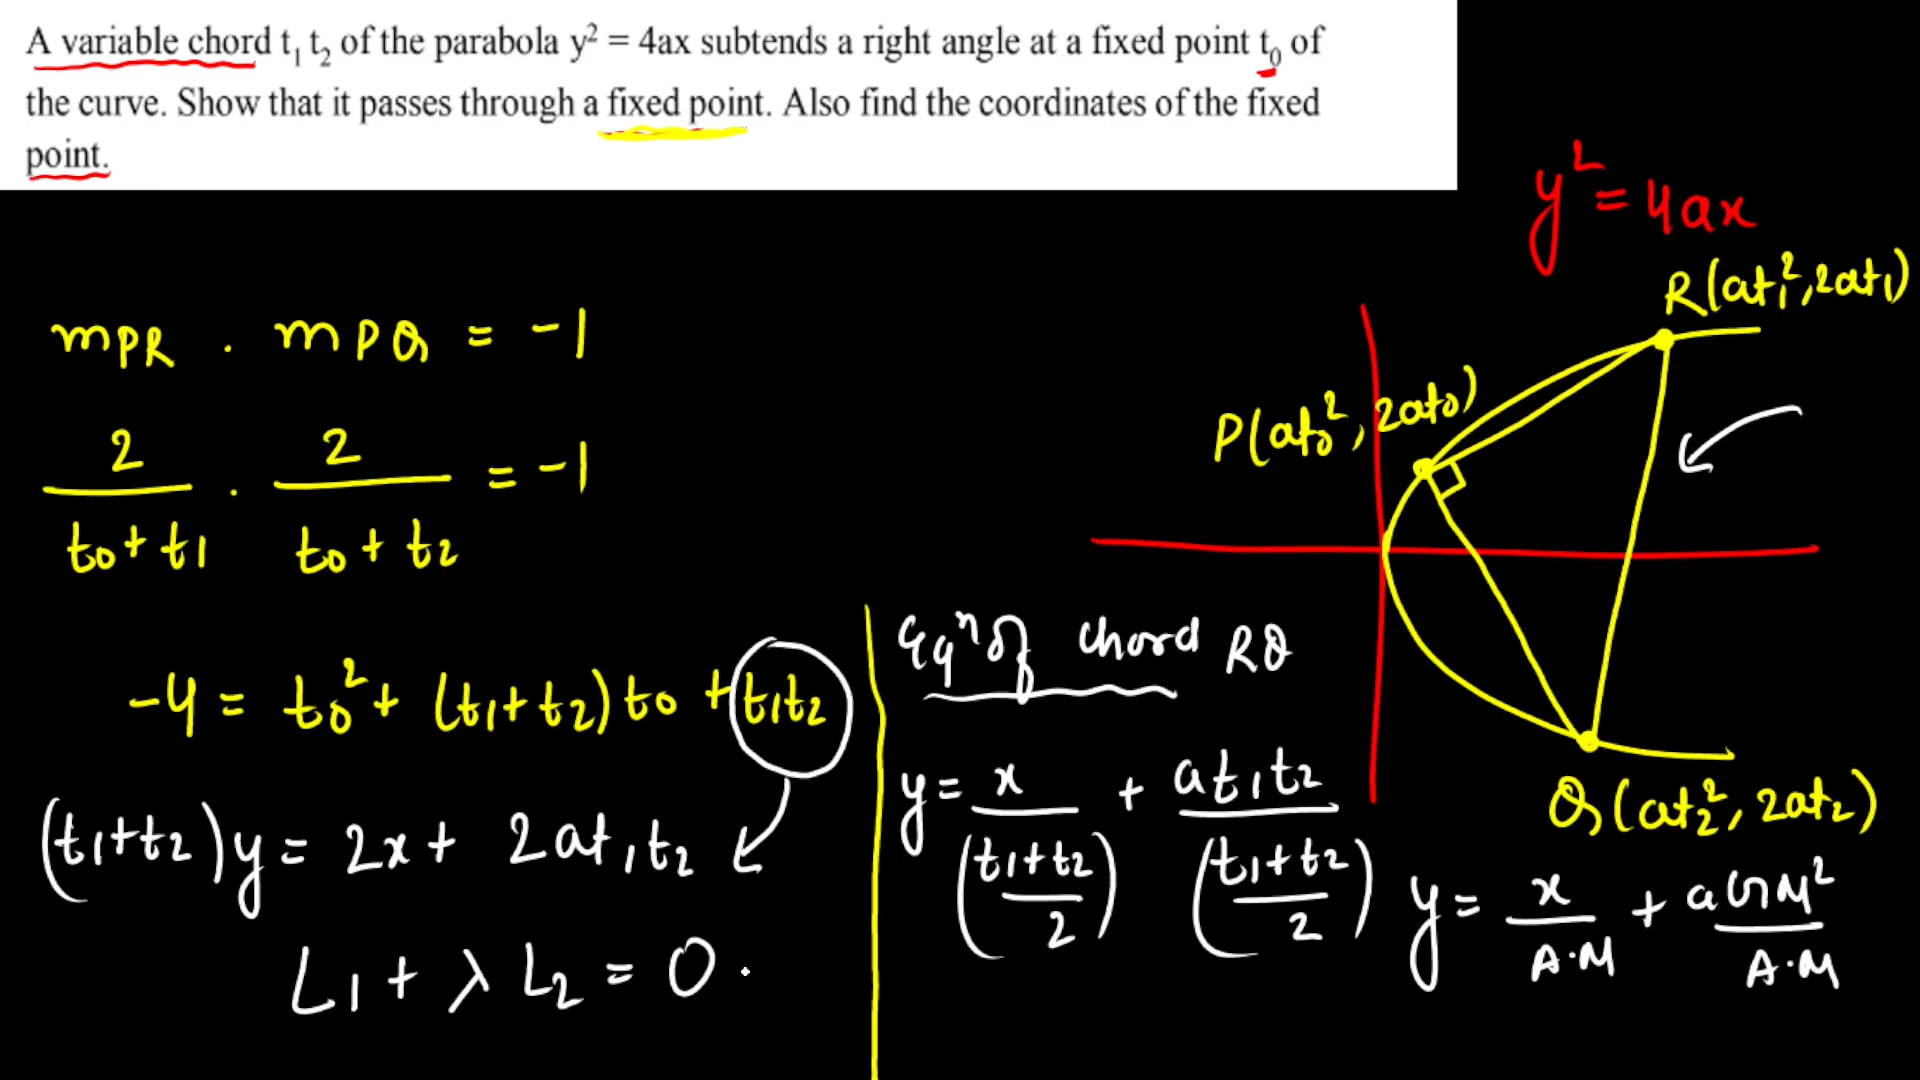 A variable chord t₁ t₂ of the parabola y² = 4ax subtends a right angle at a fixed point t₀ of
the curve. Show that it passes through a fixed point. Also find the coordinates of the fixed
point.
y² = 4ax
R(at₁², 2at₁)
P(at₀², 2at₀)
Q(at₂², 2at₂)
mPR . mPQ = -1
2/(t₀+t₁) . 2/(t₀+t₂) = -1
-4 = t₀² + (t₁+t₂)t₀ + t₁t₂
(t₁+t₂)y = 2x + 2at₁t₂
L₁ + λL₂ = 0
Eqⁿ of chord RQ
y = x/((t₁+t₂)/2) + at₁t₂/((t₁+t₂)/2)
y = x/A.M + aGM²/A.M